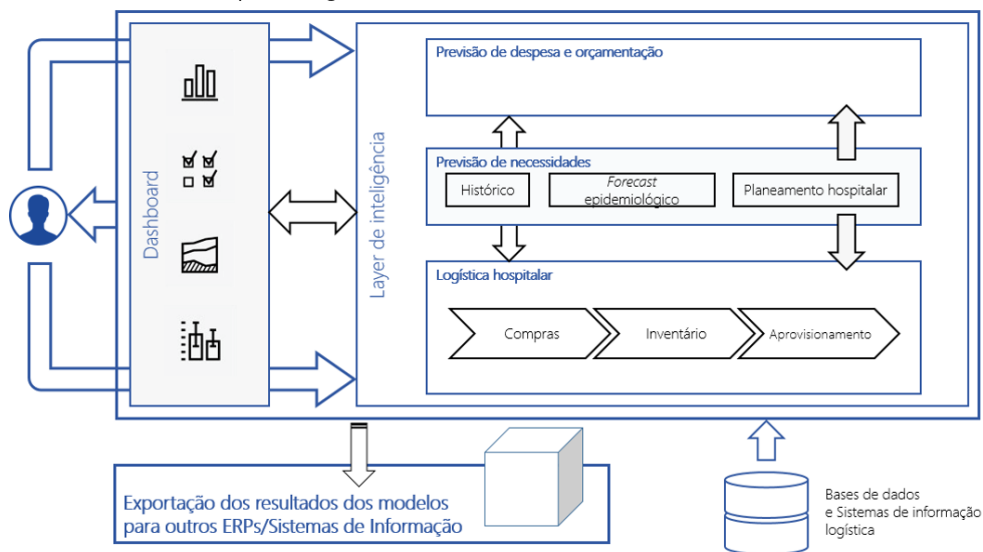 Previsão de despesa e orçamentação
Previsão de necessidades
Histórico
Forecast
epidemiológico
Planeamento hospitalar
Logística hospitalar
Compras
Inventário
Aprovisionamento
Dashboard
Layer de inteligência
Exportação dos resultados dos modelos
para outros ERPs/Sistemas de Informação
Bases de dados
e Sistemas de informação
logística